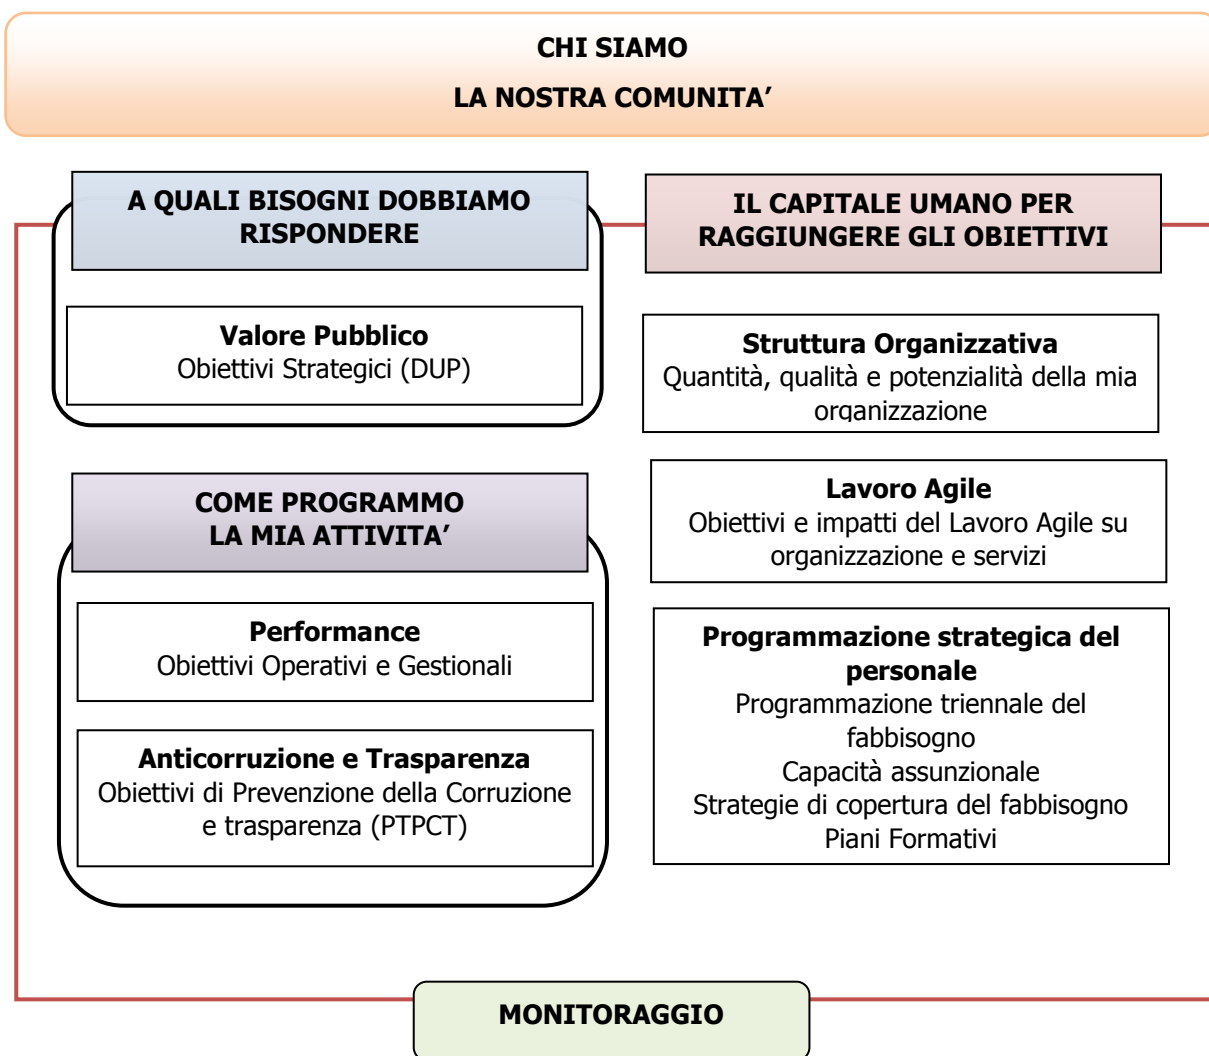 CHI SIAMO
LA NOSTRA COMUNITA’
A QUALI BISOGNI DOBBIAMO
RISPONDERE
Valore Pubblico
Obiettivi Strategici (DUP)
COME PROGRAMMO
LA MIA ATTIVITA’
Performance
Obiettivi Operativi e Gestionali
Anticorruzione e Trasparenza
Obiettivi di Prevenzione della Corruzione
e trasparenza (PTPCT)
IL CAPITALE UMANO PER
RAGGIUNGERE GLI OBIETTIVI
Struttura Organizzativa
Quantità, qualità e potenzialità della mia
organizzazione
Lavoro Agile
Obiettivi e impatti del Lavoro Agile su
organizzazione e servizi
Programmazione strategica del
personale
Programmazione triennale del
fabbisogno
Capacità assunzionale
Strategie di copertura del fabbisogno
Piani Formativi
MONITORAGGIO